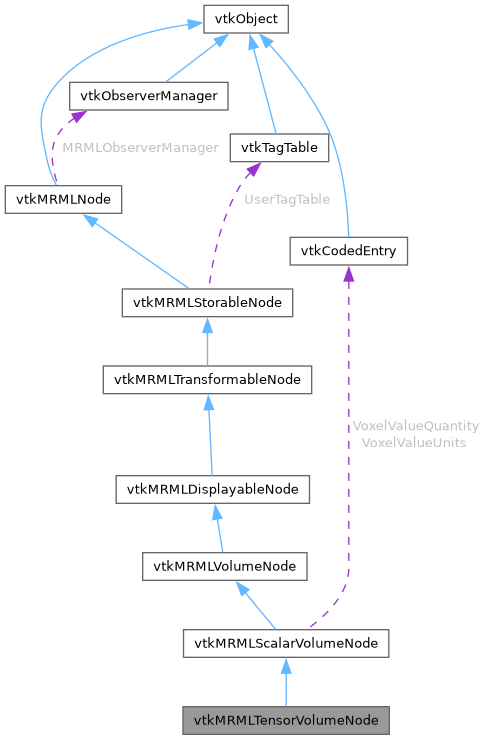 vtkObject
vtkObserverManager
MRMLObserverManager
vtkTagTable
vtkMRMLNode
UserTagTable
vtkCodedEntry
vtkMRMLStorableNode
vtkMRMLTransformableNode
VoxelValueQuantity
VoxelValueUnits
vtkMRMLDisplayableNode
vtkMRMLVolumeNode
vtkMRMLScalarVolumeNode
vtkMRMLTensorVolumeNode